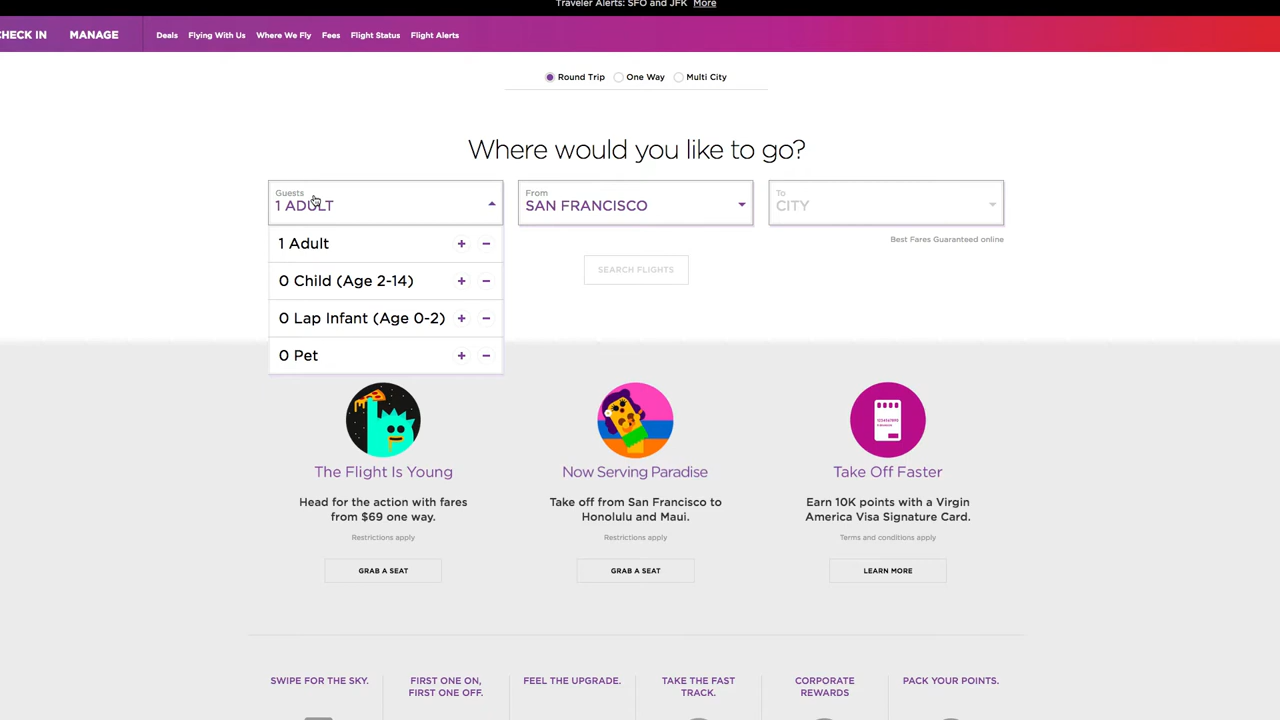 Traveler Alerts: SFO and JFK More
CHECK IN MANAGE Deals Flying With Us Where We Fly Fees Flight Status Flight Alerts
Round Trip One Way Multi City
Where would you like to go?
Guests
1 ADULT
From
SAN FRANCISCO
To
CITY
1 Adult + −
0 Child (Age 2-14) + −
0 Lap Infant (Age 0-2) + −
0 Pet + −
Best Fares Guaranteed online
SEARCH FLIGHTS
The Flight Is Young
Head for the action with fares
from $69 one way.
Restrictions apply
GRAB A SEAT
Now Serving Paradise
Take off from San Francisco to
Honolulu and Maui.
Restrictions apply
GRAB A SEAT
Take Off Faster
Earn 10K points with a Virgin
America Visa Signature Card.
Terms and conditions apply
LEARN MORE
SWIPE FOR THE SKY.
FIRST ONE ON,
FIRST ONE OFF.
FEEL THE UPGRADE.
TAKE THE FAST
TRACK.
CORPORATE
REWARDS
PACK YOUR POINTS.